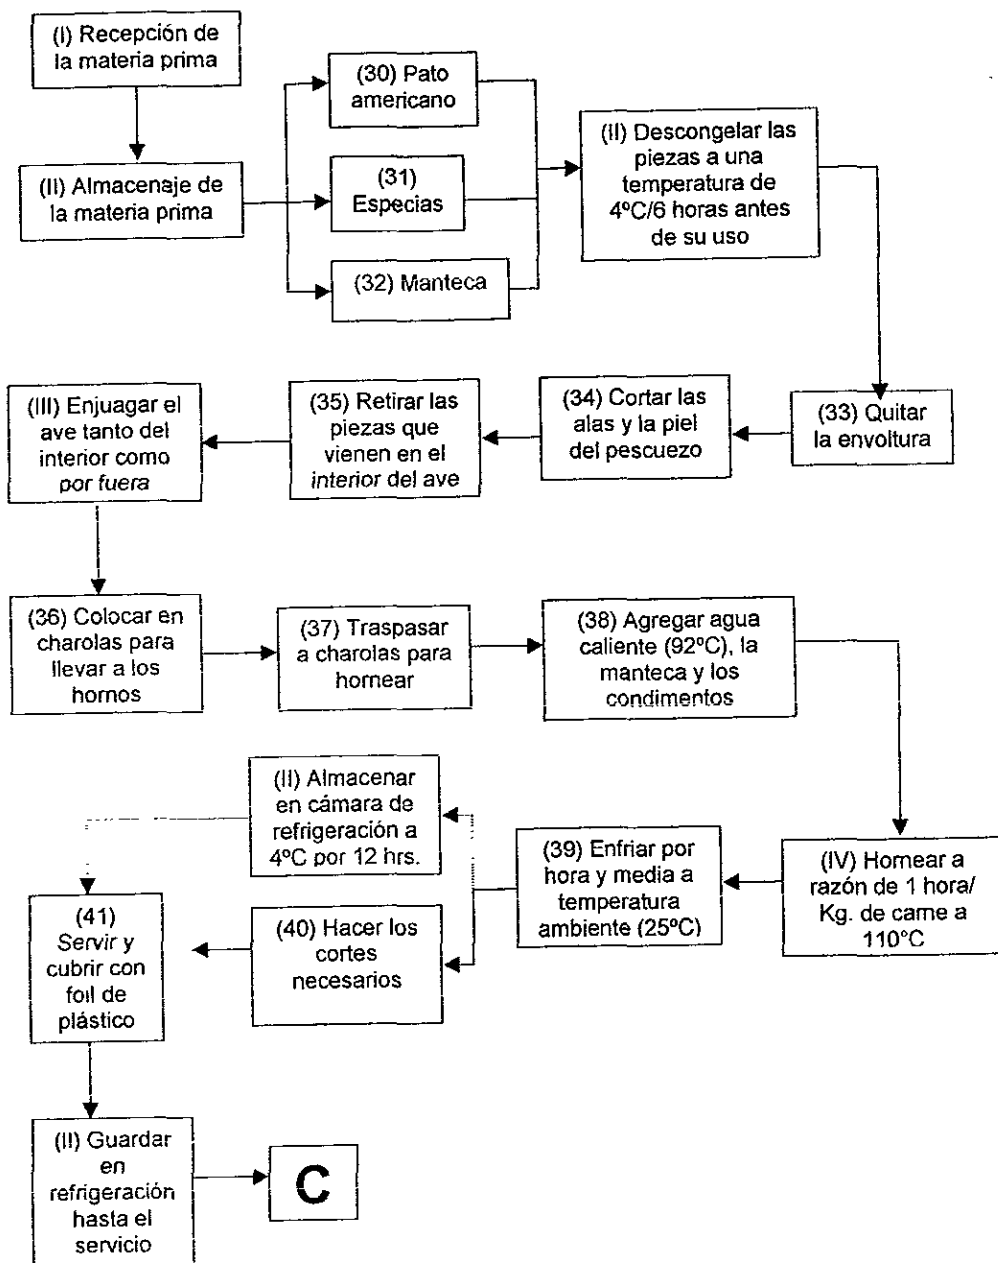 (I) Recepción de
la materia prima
(II) Almacenaje de
la materia prima
(30) Pato
americano
(31)
Especias
(32) Manteca
(II) Descongelar las
piezas a una
temperatura de
4ºC/6 horas antes
de su uso
(33) Quitar
la envoltura
(34) Cortar las
alas y la piel
del pescuezo
(35) Retirar las
piezas que
vienen en el
interior del ave
(III) Enjuagar el
ave tanto del
interior como
por fuera
(36) Colocar en
charolas para
llevar a los
hornos
(37) Traspasar
a charolas para
hornear
(38) Agregar agua
caliente (92ºC), la
manteca y los
condimentos
(IV) Hornear a
razón de 1 hora/
Kg. de carne a
110°C
(39) Enfriar por
hora y media a
temperatura
ambiente (25ºC)
(II) Almacenar
en cámara de
refrigeración a
4ºC por 12 hrs.
(40) Hacer los
cortes
necesarios
(41)
Servir y
cubrir con
foil de
plástico
(II) Guardar
en
refrigeración
hasta el
servicio
C